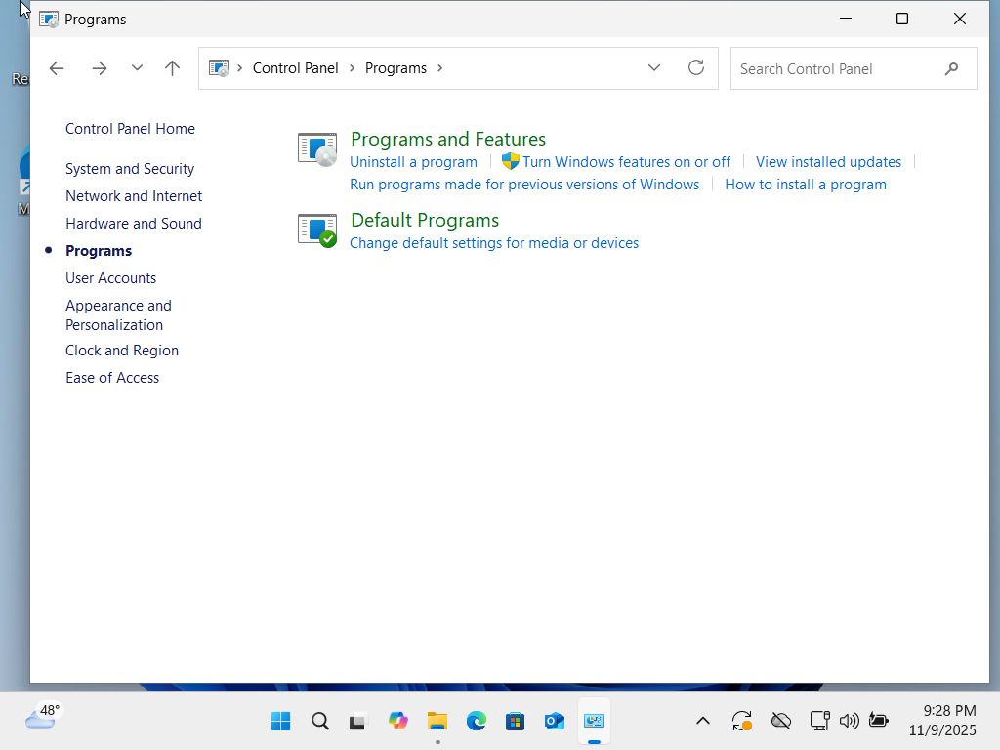 Programs
Control Panel
Programs
Search Control Panel
Control Panel Home
System and Security
Network and Internet
Hardware and Sound
Programs
User Accounts
Appearance and
Personalization
Clock and Region
Ease of Access
Programs and Features
Uninstall a program
Turn Windows features on or off
View installed updates
Run programs made for previous versions of Windows
How to install a program
Default Programs
Change default settings for media or devices
48°
9:28 PM
11/9/2025